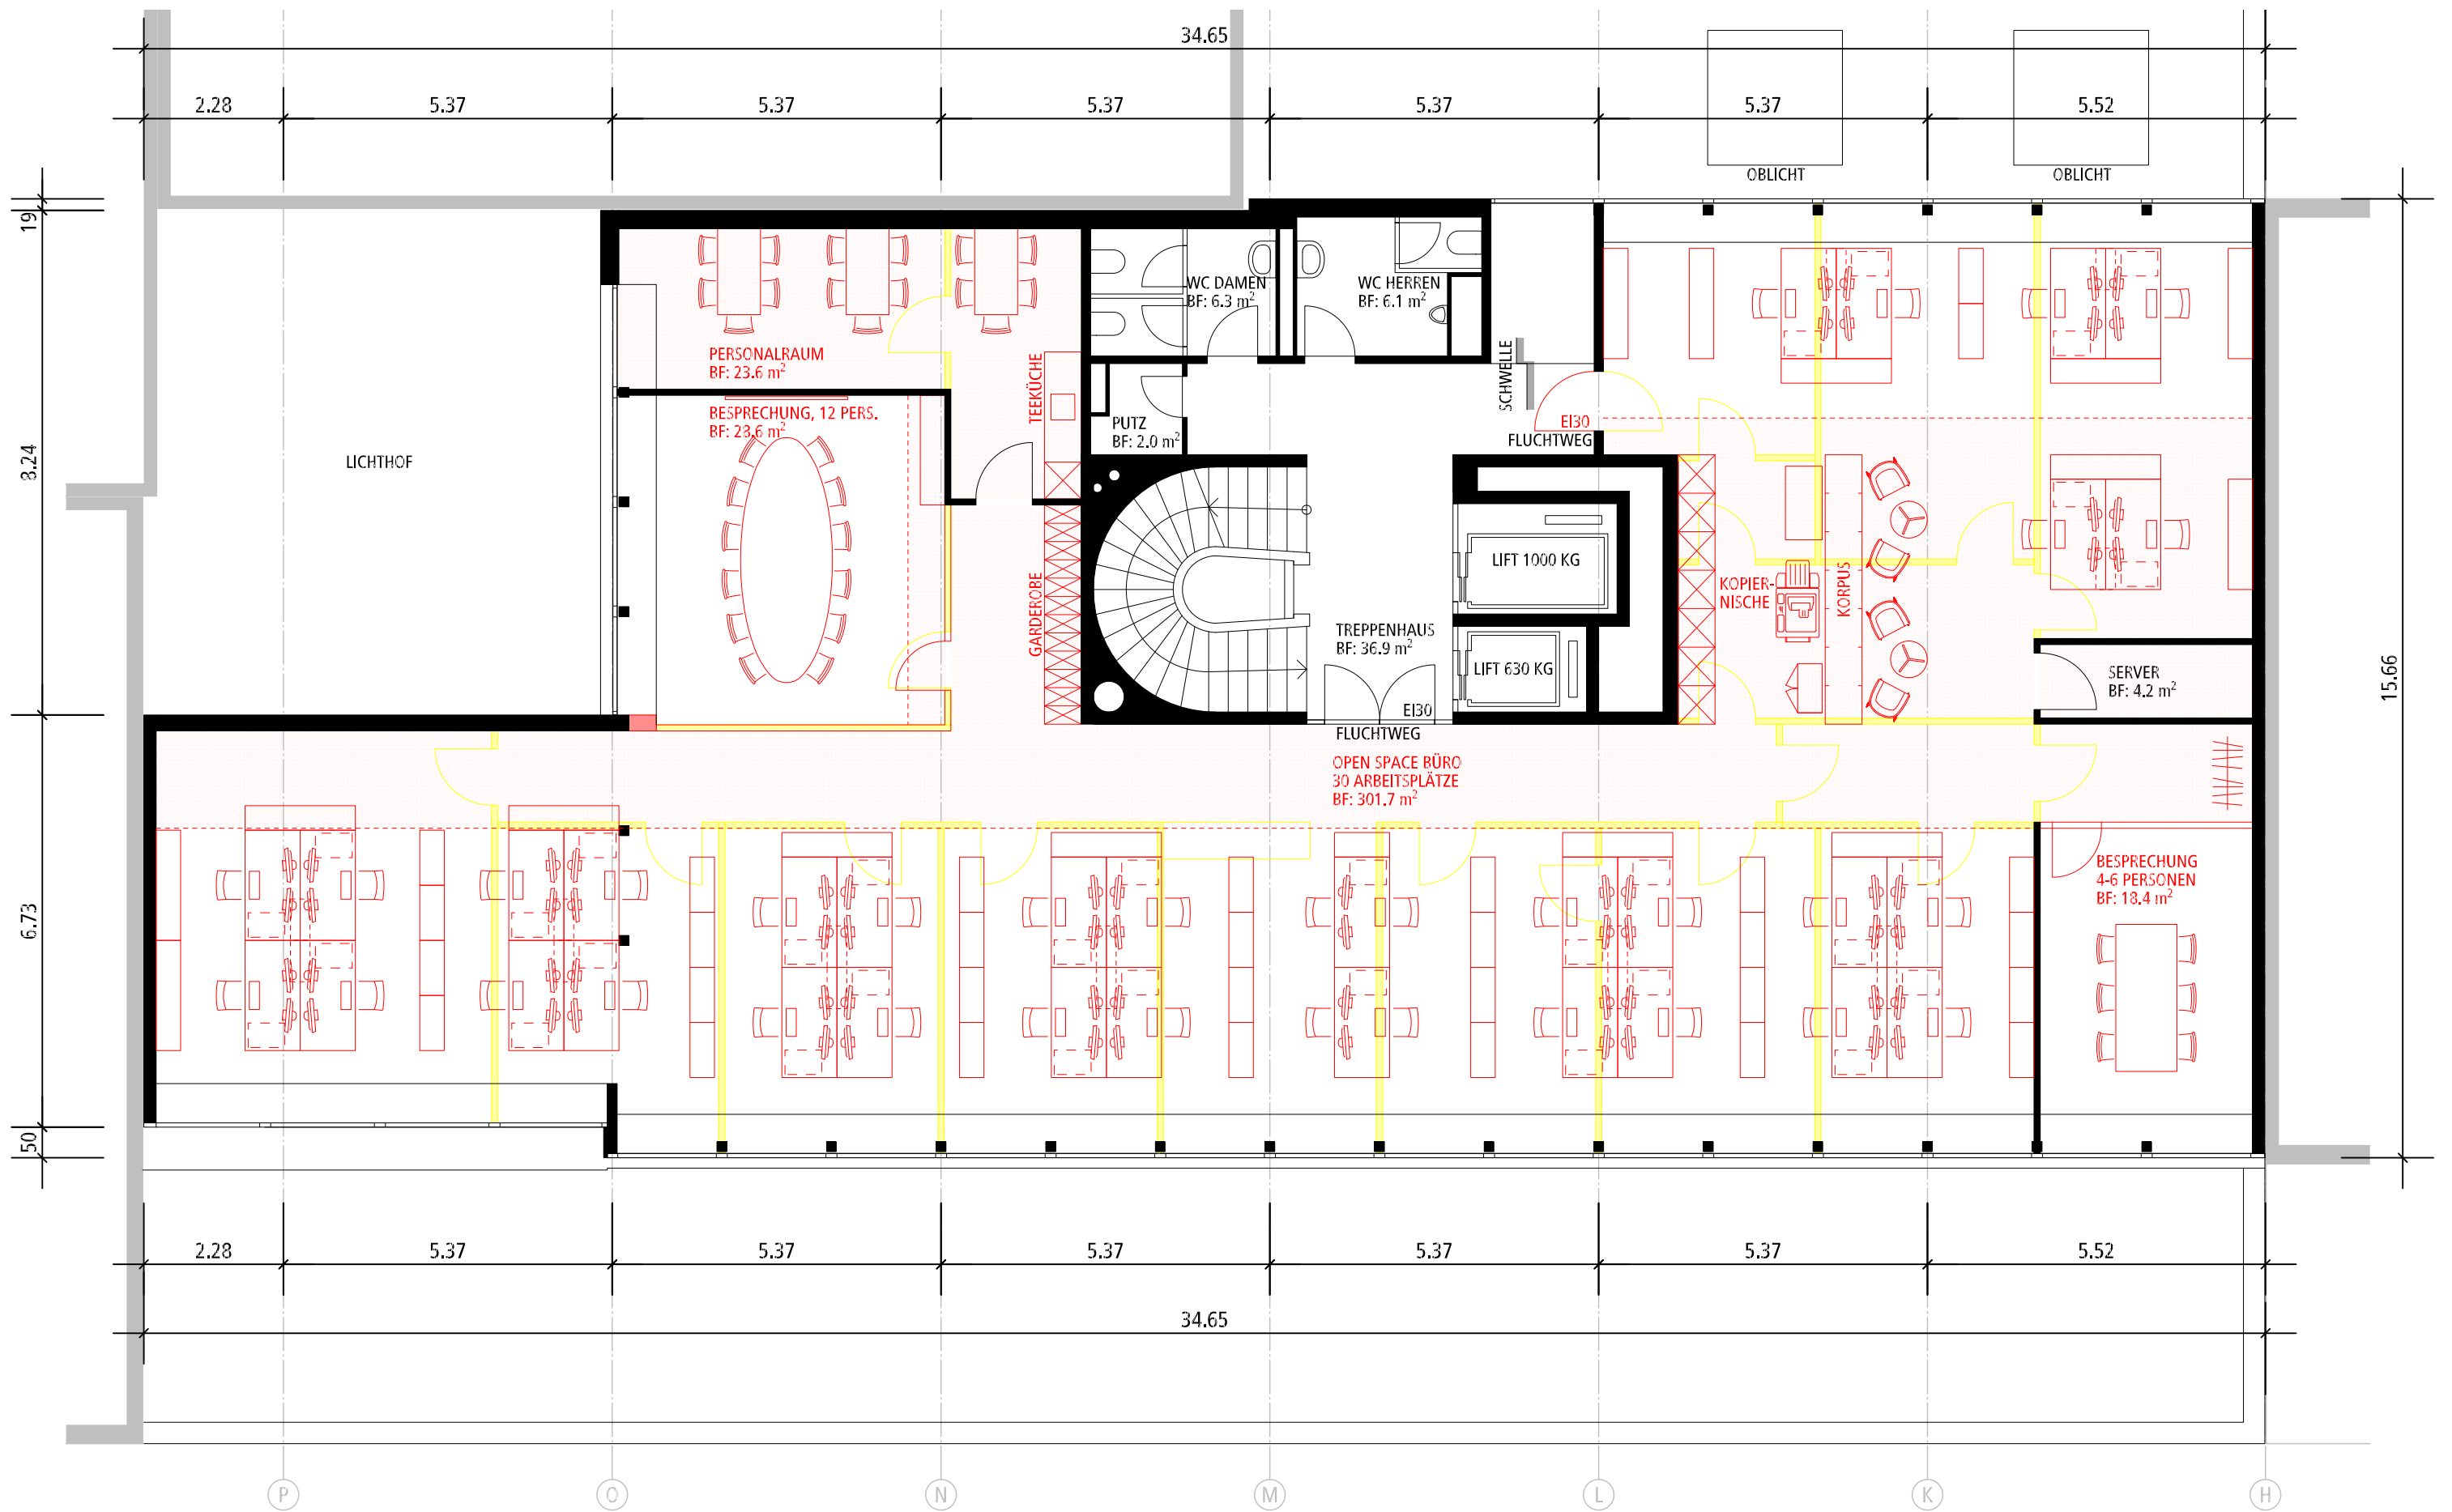 34.65
2.28 5.37 5.37 5.37 5.37 5.37 5.52
OBLICHT OBLICHT
19
8.24
6.73
50
15.66
LICHTHOF
PERSONALRAUM
BF: 23.6 m²
BESPRECHUNG, 12 PERS.
BF: 28.6 m²
TEEKÜCHE
GARDEROBE
WC DAMEN
BF: 6.3 m²
WC HERREN
BF: 6.1 m²
PUTZ
BF: 2.0 m²
SCHWELLE
EI30
FLUCHTWEG
LIFT 1000 KG
LIFT 630 KG
TREPPENHAUS
BF: 36.9 m²
EI30
FLUCHTWEG
KOPIER-
NISCHE
KORPUS
SERVER
BF: 4.2 m²
OPEN SPACE BÜRO
30 ARBEITSPLÄTZE
BF: 301.7 m²
BESPRECHUNG
4-6 PERSONEN
BF: 18.4 m²
2.28 5.37 5.37 5.37 5.37 5.37 5.52
34.65
P O N M L K H